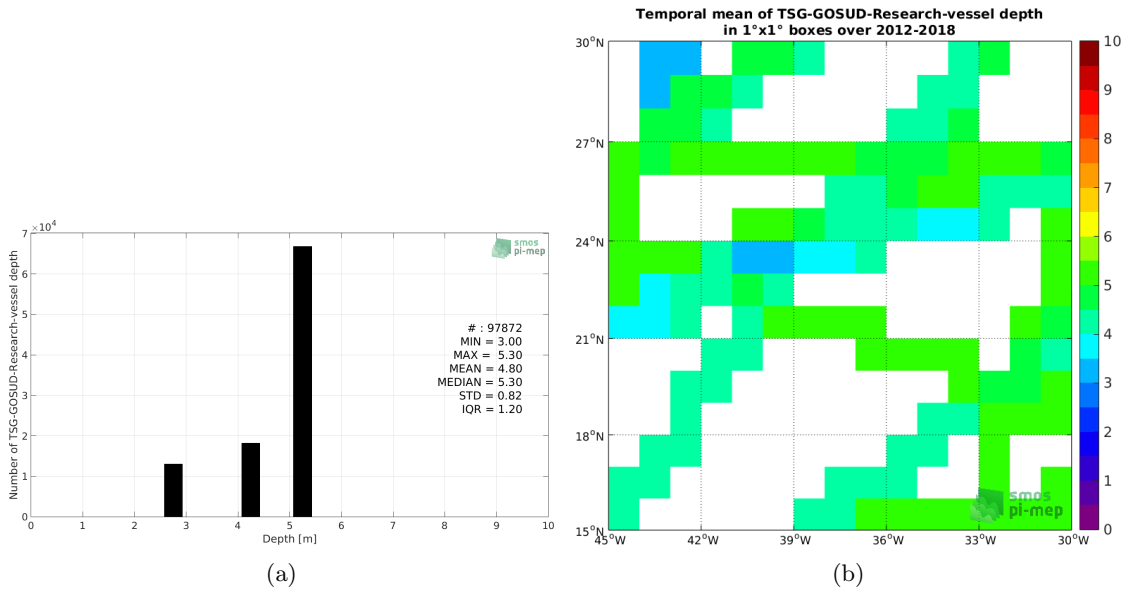 ×10⁴
Number of TSG-GOSUD-Research-vessel depth
7
6
5
4
3
2
1
0
0 1 2 3 4 5 6 7 8 9 10
Depth [m]
smos
pi-mep
# : 97872
MIN = 3.00
MAX = 5.30
MEAN = 4.80
MEDIAN = 5.30
STD = 0.82
IQR = 1.20
(a)
Temporal mean of TSG-GOSUD-Research-vessel depth
in 1°x1° boxes over 2012-2018
30°N
27°N
24°N
21°N
18°N
15°N
45°W 42°W 39°W 36°W 33°W 30°W
smos
pi-mep
10
9
8
7
6
5
4
3
2
1
0
(b)